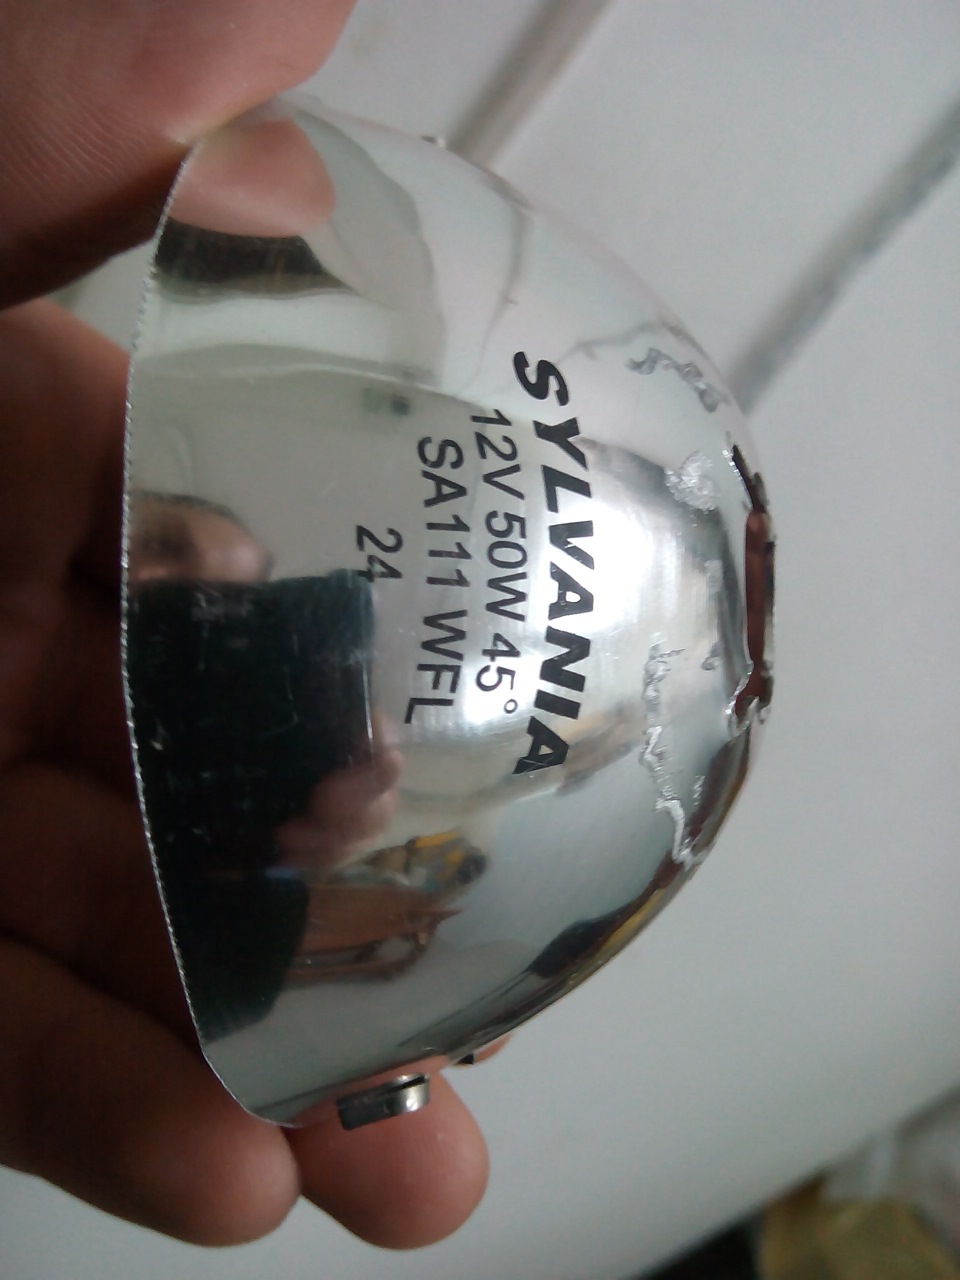 SYLVANIA
12V 50W 45°
SA111 WFL
24